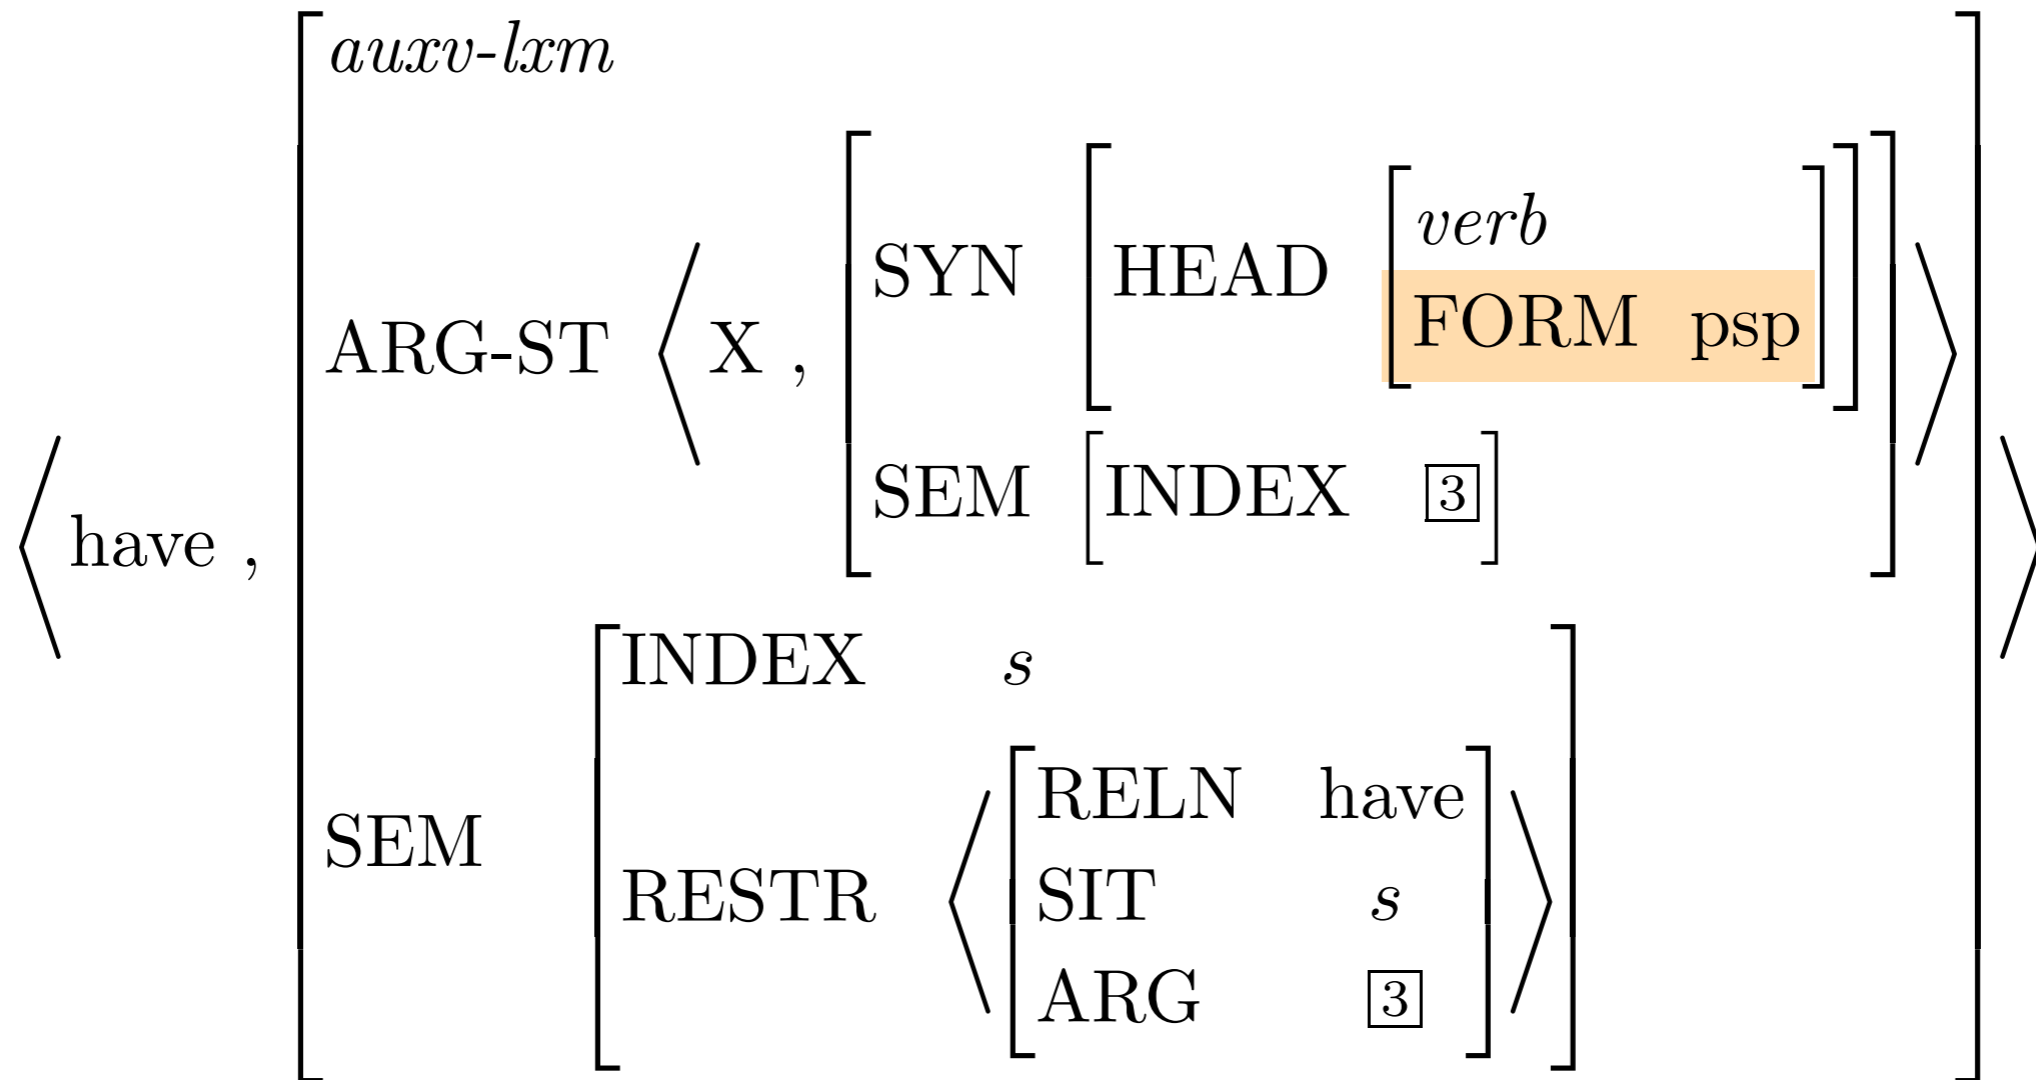 auxv-lxm
verb
SYN HEAD
FORM psp
ARG-ST ⟨ X ,
SEM [INDEX 3] ⟩
⟨ have ,
INDEX s
RELN have
SEM
RESTR ⟨ SIT s ⟩
ARG 3 ⟩